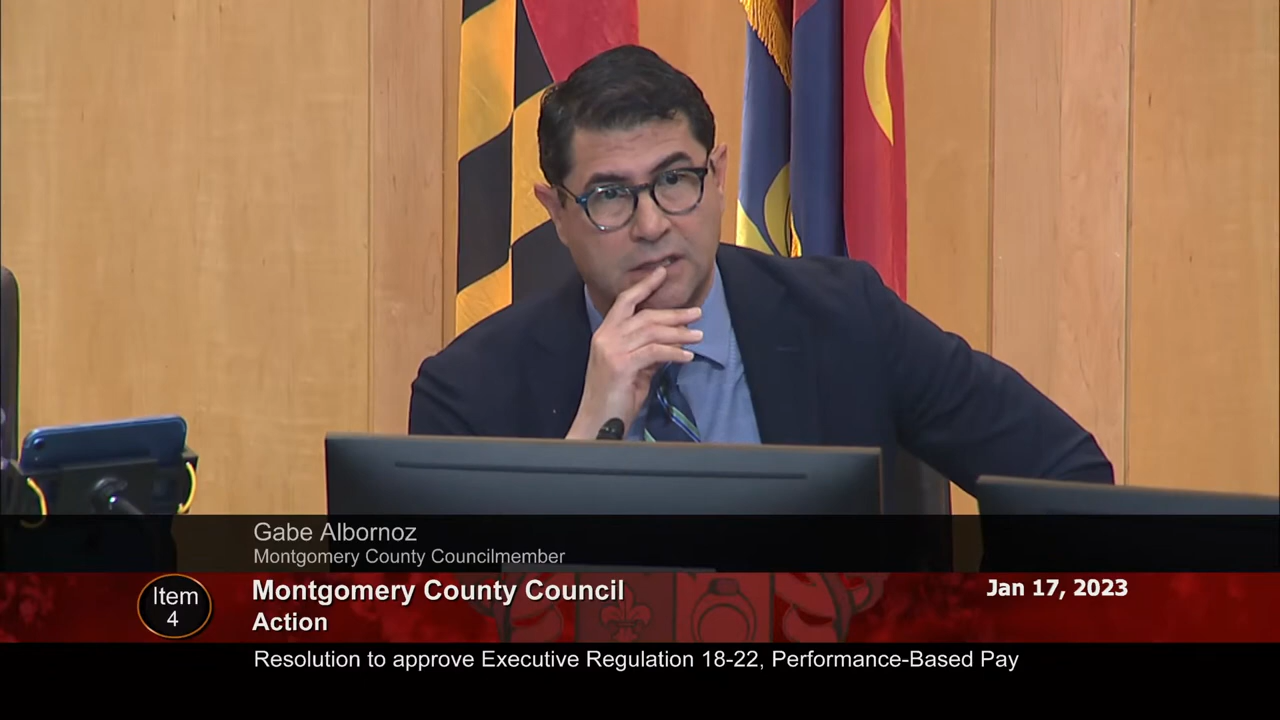 Gabe Albornoz
Montgomery County Councilmember
Item
4
Montgomery County Council
Action
Jan 17, 2023
Resolution to approve Executive Regulation 18-22, Performance-Based Pay